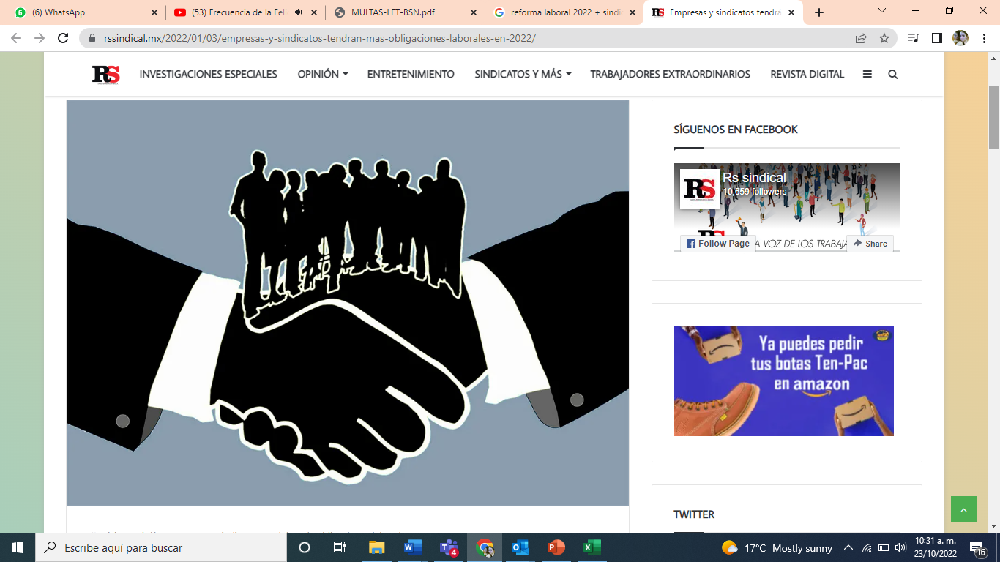 6
(6) WhatsApp
(53) Frecuencia de la Feli
MULTAS-LFT-BSN.pdf
reforma laboral 2022 + sindi
RS
Empresas y sindicatos tendrá
rssindical.mx/2022/01/03/empresas-y-sindicatos-tendran-mas-obligaciones-laborales-en-2022/
RS
INVESTIGACIONES ESPECIALES
OPINIÓN
ENTRETENIMIENTO
SINDICATOS Y MÁS
TRABAJADORES EXTRAORDINARIOS
REVISTA DIGITAL
SÍGUENOS EN FACEBOOK
RS
Rs sindical
10,659 followers
Follow Page
A VOZ DE LOS TRABAJA
Share
Ya puedes pedir
tus botas Ten-Pac
en amazon
TWITTER
Escribe aquí para buscar
4
17°C Mostly sunny
10:31 a. m.
23/10/2022
16